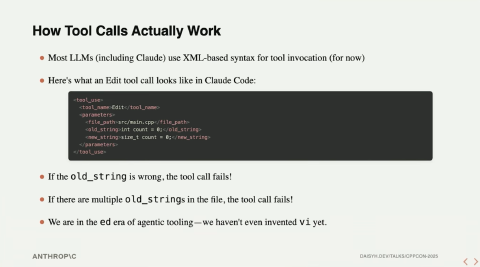 How Tool Calls Actually Work
Most LLMs (including Claude) use XML-based syntax for tool invocation (for now)
Here's what an Edit tool call looks like in Claude Code:
<tool_use>
<tool_name>Edit</tool_name>
<parameters>
<file_path>src/main.cpp</file_path>
<old_string>int count = 0;</old_string>
<new_string>size_t count = 0;</new_string>
</parameters>
</tool_use>
If the old_string is wrong, the tool call fails!
If there are multiple old_strings in the file, the tool call fails!
We are in the ed era of agentic tooling—we haven't even invented vi yet.
ANTHROP\C
DAISYH.DEV/TALKS/CPPCON-2025